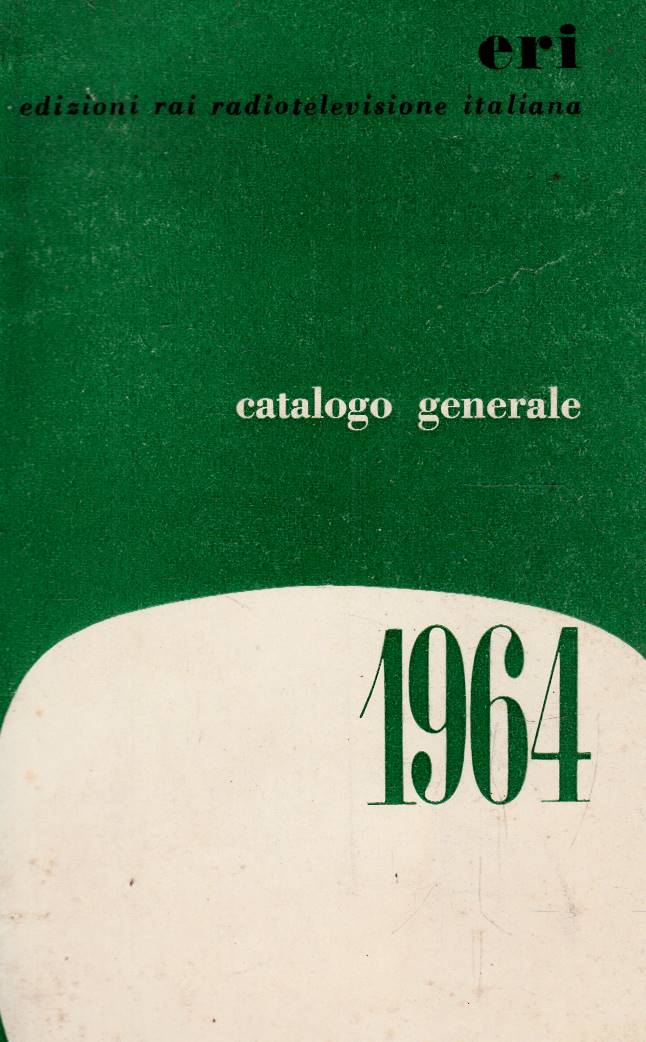 eri
edizioni rai radiotelevisione italiana
catalogo generale
1964